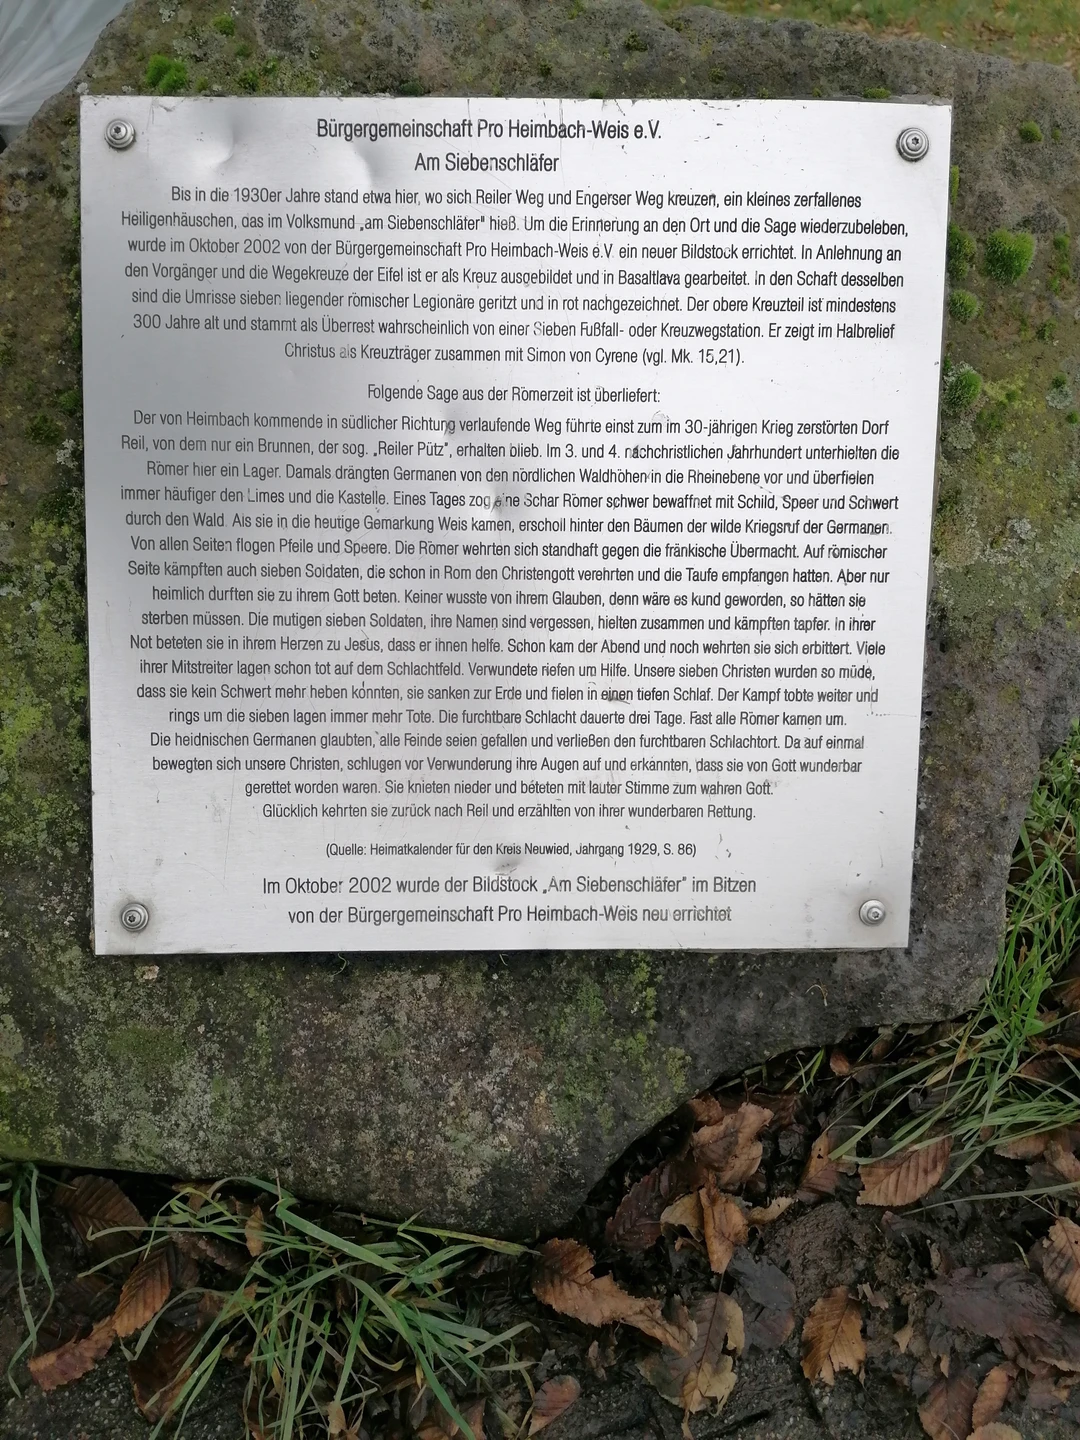 Bürgergemeinschaft Pro Heimbach-Weis e.V.
Am Siebenschläfer
Bis in die 1930er Jahre stand etwa hier, wo sich Reiler Weg und Engerser Weg kreuzen, ein kleines zerfallenes
Heiligenhäuschen, das im Volksmund „am Siebenschläfer" hieß. Um die Erinnerung an den Ort und die Sage wiederzubeleben,
wurde im Oktober 2002 von der Bürgergemeinschaft Pro Heimbach-Weis e.V. ein neuer Bildstock errichtet. In Anlehnung an
den Vorgänger und die Wegekreuze der Eifel ist er als Kreuz ausgebildet und in Basaltlava gearbeitet. In den Schaft desselben
sind die Umrisse sieben liegender römischer Legionäre geritzt und in rot nachgezeichnet. Der obere Kreuzteil ist mindestens
300 Jahre alt und stammt als Überrest wahrscheinlich von einer Sieben Fußfall- oder Kreuzwegstation. Er zeigt im Halbrelief
Christus als Kreuzträger zusammen mit Simon von Cyrene (vgl. Mk. 15,21).
Folgende Sage aus der Römerzeit ist überliefert:
Der von Heimbach kommende in südlicher Richtung verlaufende Weg führte einst zum im 30-jährigen Krieg zerstörten Dorf
Reil, von dem nur ein Brunnen, der sog. „Reiler Pütz", erhalten blieb. Im 3. und 4. nachchristlichen Jahrhundert unterhielten die
Römer hier ein Lager. Damals drängten Germanen von den nördlichen Waldhöhen in die Rheinebene vor und überfielen
immer häufiger den Limes und die Kastelle. Eines Tages zog eine Schar Römer schwer bewaffnet mit Schild, Speer und Schwert
durch den Wald. Als sie in die heutige Gemarkung Weis kamen, erscholl hinter den Bäumen der wilde Kriegsruf der Germanen.
Von allen Seiten flogen Pfeile und Speere. Die Römer wehrten sich standhaft gegen die fränkische Übermacht. Auf römischer
Seite kämpften auch sieben Soldaten, die schon in Rom den Christengott verehrten und die Taufe empfangen hatten. Aber nur
heimlich durften sie zu ihrem Gott beten. Keiner wusste von ihrem Glauben, denn wäre es kund geworden, so hätten sie
sterben müssen. Die mutigen sieben Soldaten, ihre Namen sind vergessen, hielten zusammen und kämpften tapfer. In ihrer
Not beteten sie in ihrem Herzen zu Jesus, dass er ihnen helfe. Schon kam der Abend und noch wehrten sie sich erbittert. Viele
ihrer Mitstreiter lagen schon tot auf dem Schlachtfeld. Verwundete riefen um Hilfe. Unsere sieben Christen wurden so müde,
dass sie kein Schwert mehr heben konnten, sie sanken zur Erde und fielen in einen tiefen Schlaf. Der Kampf tobte weiter und
rings um die sieben lagen immer mehr Tote. Die furchtbare Schlacht dauerte drei Tage. Fast alle Römer kamen um.
Die heidnischen Germanen glaubten, alle Feinde seien gefallen und verließen den furchtbaren Schlachtort. Da auf einmal
bewegten sich unsere Christen, schlugen vor Verwunderung ihre Augen auf und erkannten, dass sie von Gott wunderbar
gerettet worden waren. Sie knieten nieder und beteten mit lauter Stimme zum wahren Gott.
Glücklich kehrten sie zurück nach Reil und erzählten von ihrer wunderbaren Rettung.
(Quelle: Heimatkalender für den Kreis Neuwied, Jahrgang 1929, S. 86)
Im Oktober 2002 wurde der Bildstock „Am Siebenschläfer" im Bitzen
von der Bürgergemeinschaft Pro Heimbach-Weis neu errichtet